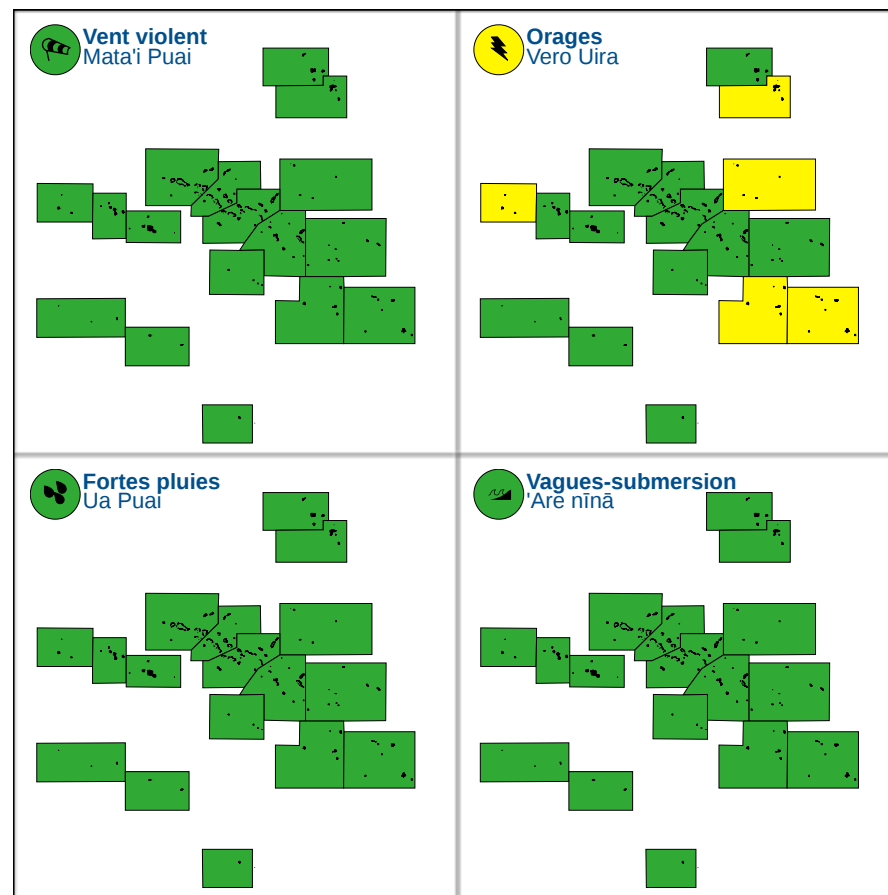 Vent violent
Mata'i Puai
Orages
Vero Uira
Fortes pluies
Ua Puai
Vagues-submersion
'Are nīnā